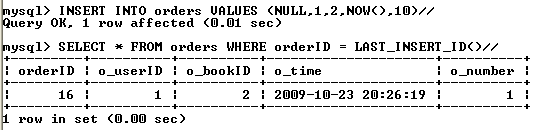 mysql> INSERT INTO orders VALUES (NULL,1,2,NOW(),10)//
Query OK, 1 row affected (0.01 sec)
mysql> SELECT * FROM orders WHERE orderID = LAST_INSERT_ID()//
+---------+----------+----------+---------------------+----------+
| orderID | o_userID | o_bookID | o_time              | o_number |
+---------+----------+----------+---------------------+----------+
|      16 |        1 |        2 | 2009-10-23 20:26:19 |        1 |
+---------+----------+----------+---------------------+----------+
1 row in set (0.00 sec)